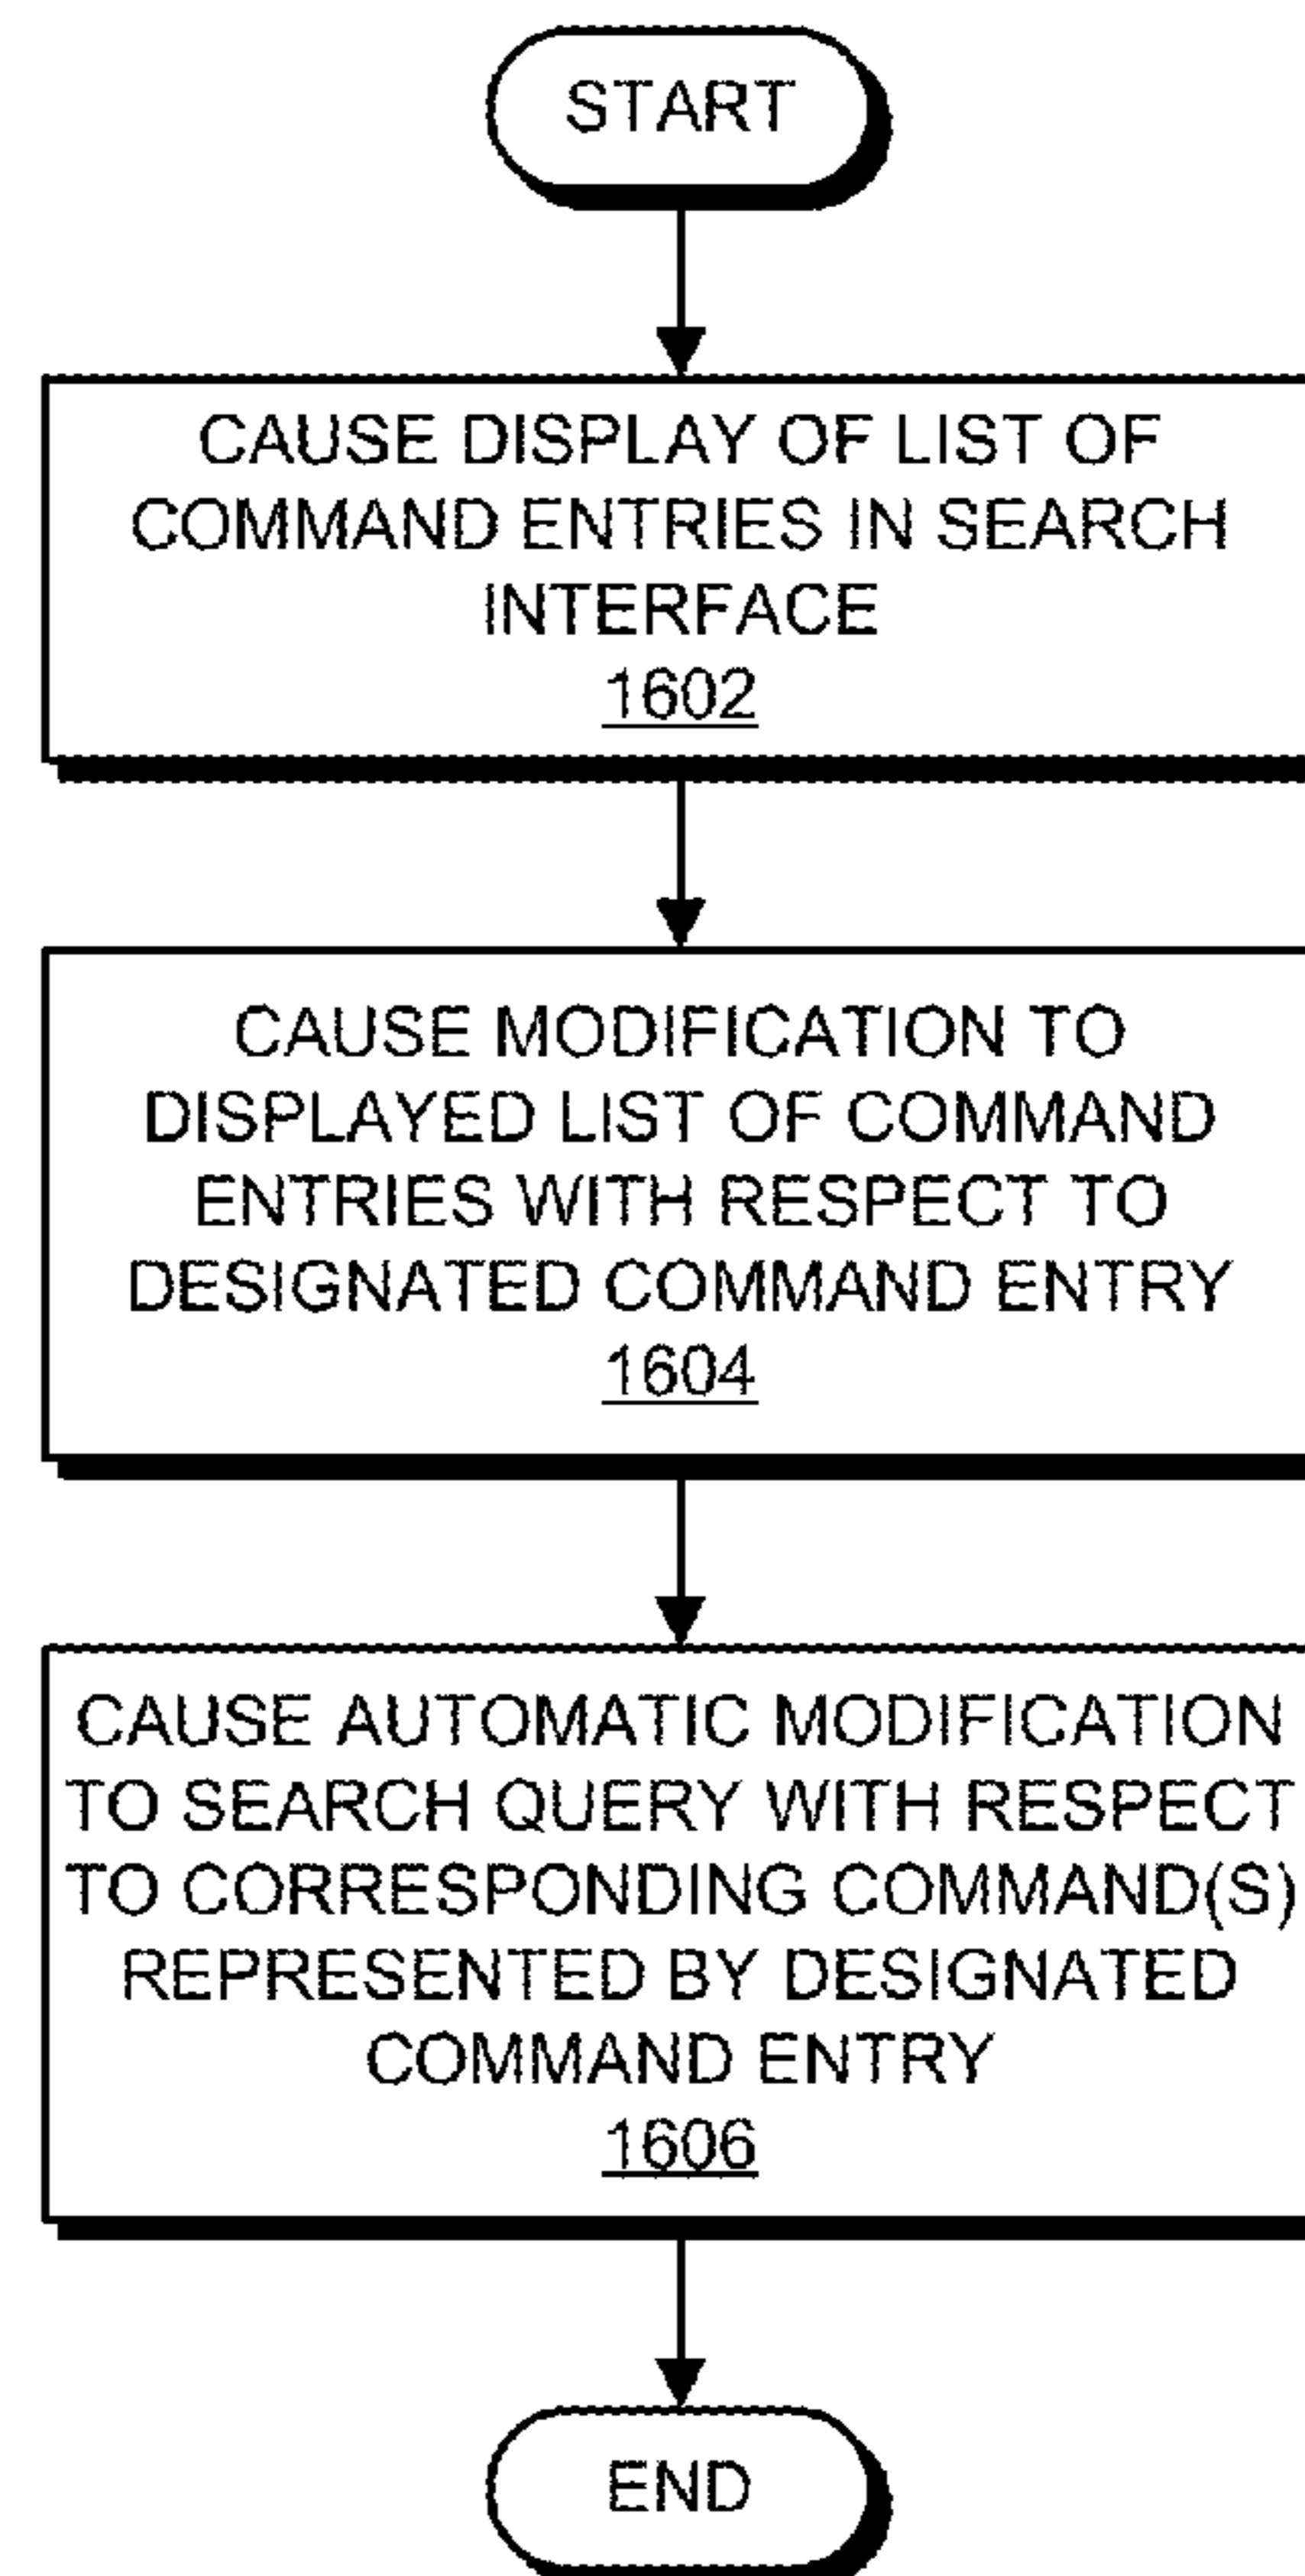 START
CAUSE DISPLAY OF LIST OF
COMMAND ENTRIES IN SEARCH
INTERFACE
1602
CAUSE MODIFICATION TO
DISPLAYED LIST OF COMMAND
ENTRIES WITH RESPECT TO
DESIGNATED COMMAND ENTRY
1604
CAUSE AUTOMATIC MODIFICATION
TO SEARCH QUERY WITH RESPECT
TO CORRESPONDING COMMAND(S)
REPRESENTED BY DESIGNATED
COMMAND ENTRY
1606
END